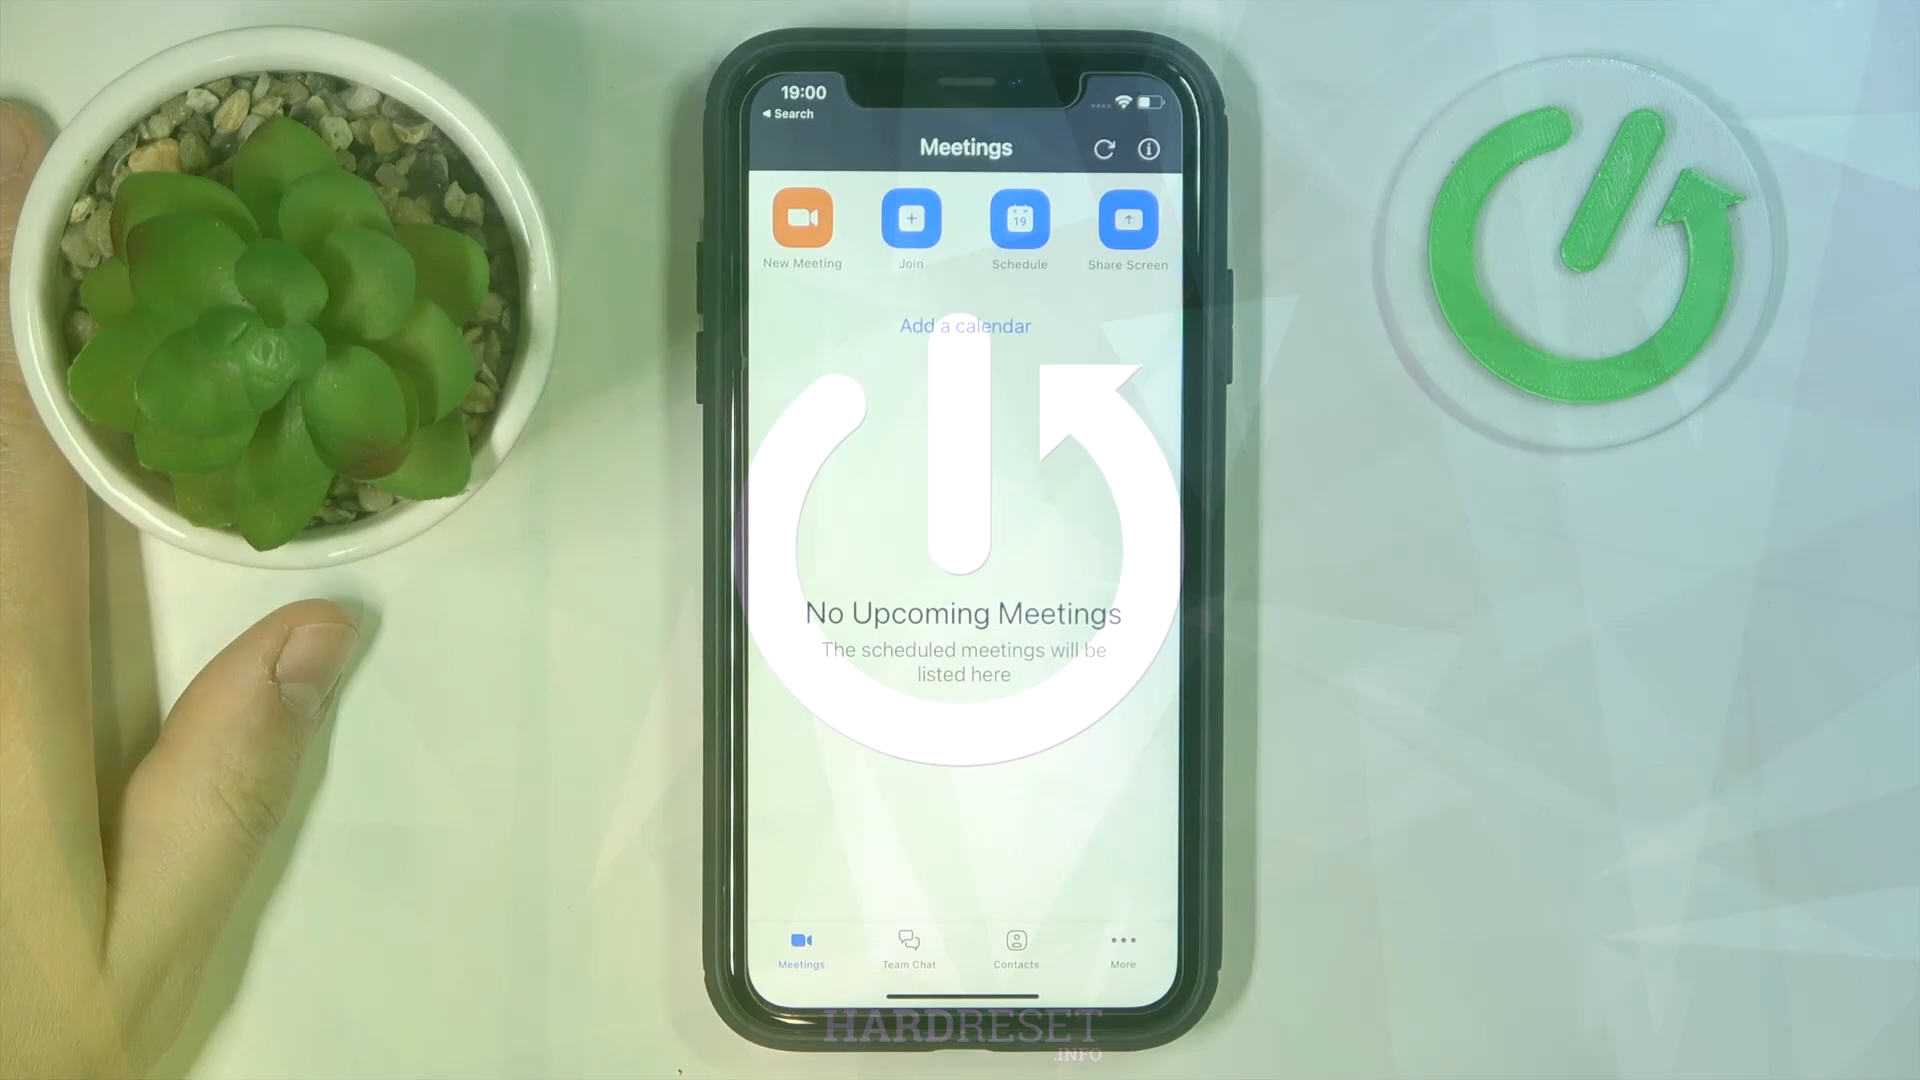 19:00
Search
Meetings
19
New Meeting
Join
Schedule
Share Screen
Add a calendar
No Upcoming Meetings
The scheduled meetings will be
listed here
Meetings
Team Chat
Contacts
More
HARDRESET
.INFO